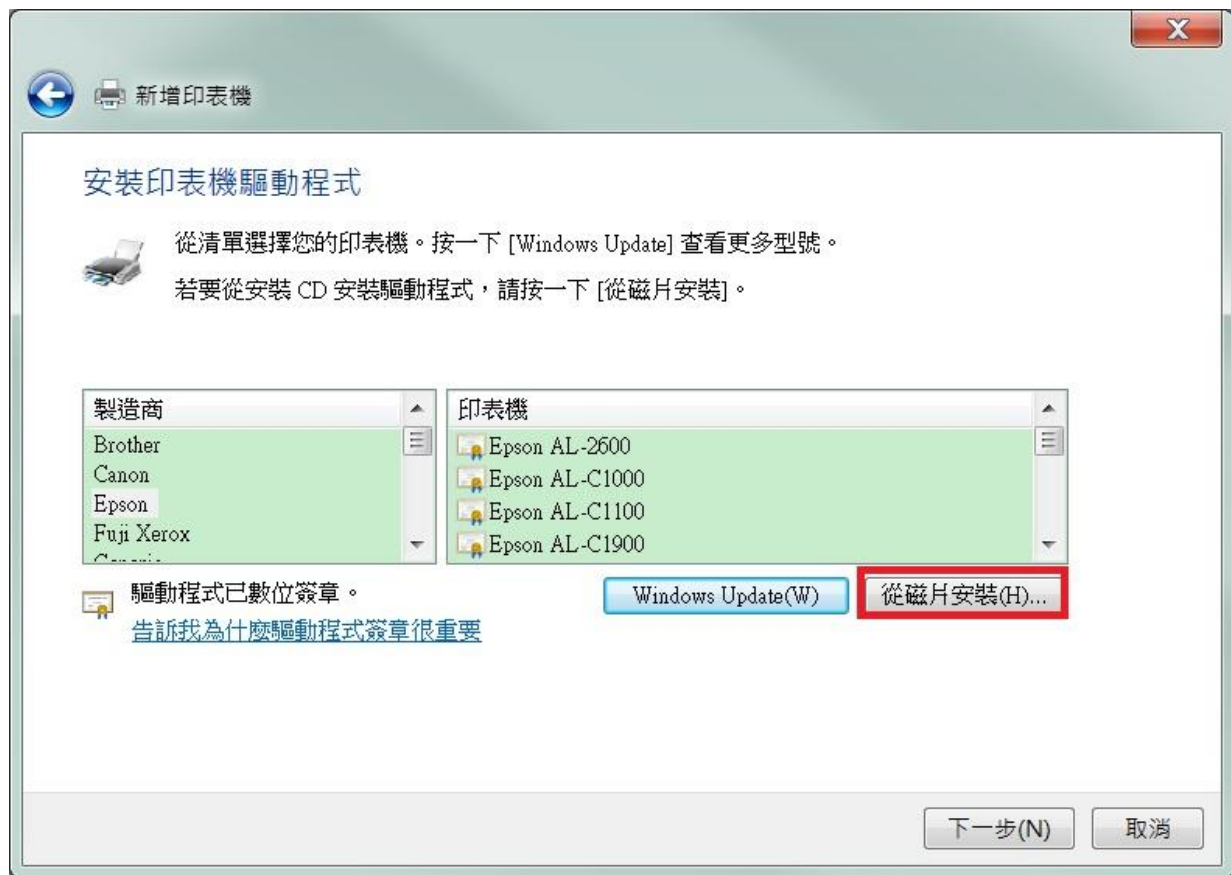 新增印表機
安裝印表機驅動程式
從清單選擇您的印表機。按一下 [Windows Update] 查看更多型號。
若要從安裝 CD 安裝驅動程式，請按一下 [從磁片安裝]。
製造商
Brother
Canon
Epson
Fuji Xerox
印表機
Epson AL-2600
Epson AL-C1000
Epson AL-C1100
Epson AL-C1900
驅動程式已數位簽章。
告訴我為什麼驅動程式簽章很重要
Windows Update(W)
從磁片安裝(H)...
下一步(N)
取消